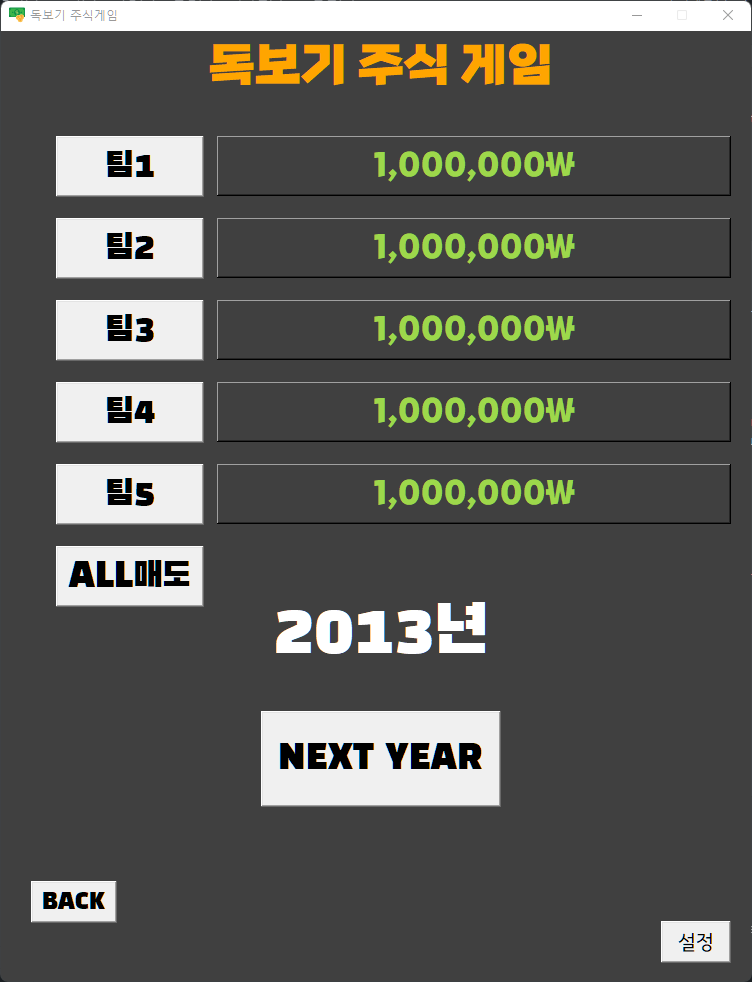 독보기 주식게임
독보기 주식 게임
팀1 1,000,000₩
팀2 1,000,000₩
팀3 1,000,000₩
팀4 1,000,000₩
팀5 1,000,000₩
ALL매도
2013년
NEXT YEAR
BACK
설정